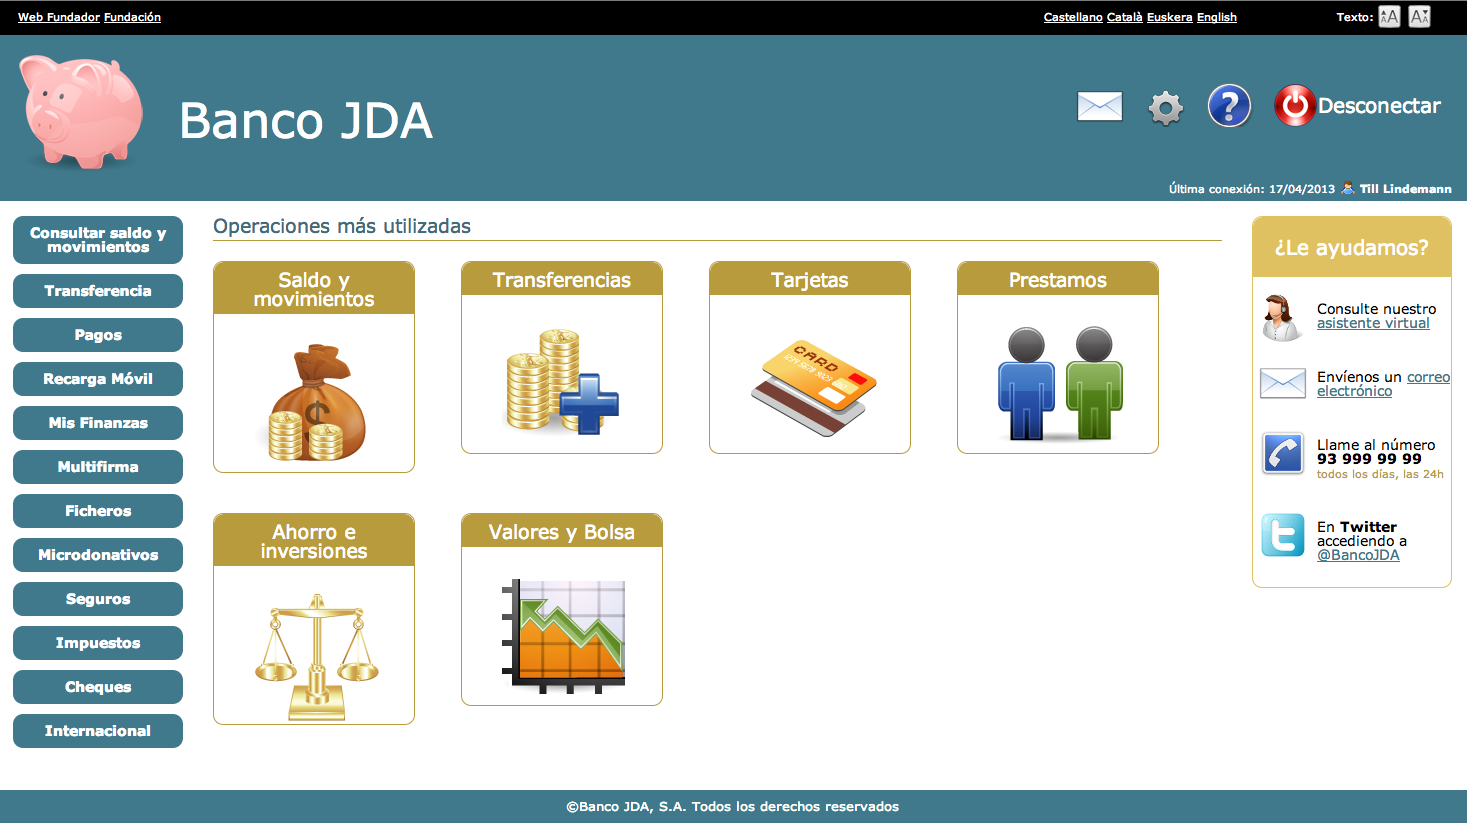 Web Fundador Fundación
Castellano Català Euskera English
Texto: AA AA
Banco JDA
Desconectar
Última conexión: 17/04/2013 Till Lindemann
Consultar saldo y
movimientos
Transferencia
Pagos
Recarga Móvil
Mis Finanzas
Multifirma
Ficheros
Microdonativos
Seguros
Impuestos
Cheques
Internacional
Operaciones más utilizadas
Saldo y
movimientos
Transferencias
Tarjetas
CARD
Prestamos
Ahorro e
inversiones
Valores y Bolsa
¿Le ayudamos?
Consulte nuestro
asistente virtual
Envíenos un correo
electrónico
Llame al número
93 999 99 99
todos los días, las 24h
En Twitter
accediendo a
@BancoJDA
©Banco JDA, S.A. Todos los derechos reservados